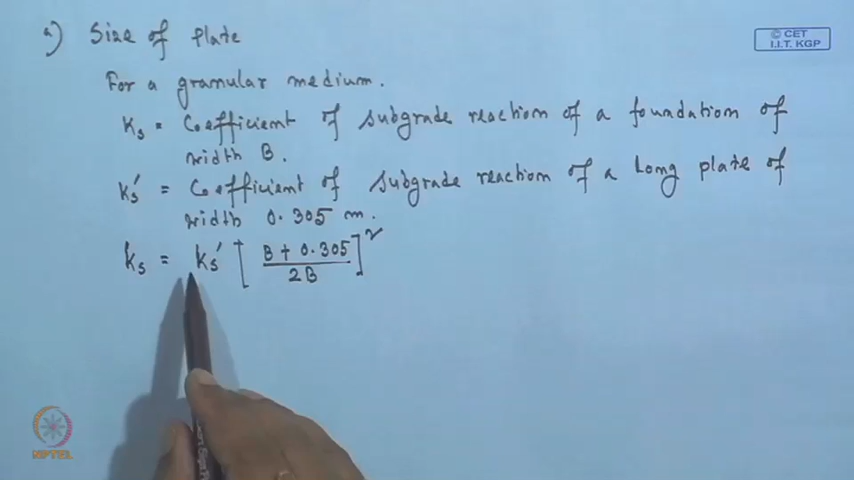 © CET
I.I.T. KGP
a) Size of plate
For a granular medium.
ks = Coefficient of subgrade reaction of a foundation of
width B.
ks' = Coefficient of subgrade reaction of a Long plate of
width 0.305 m.
ks = ks' [ (B + 0.305) / 2B ]²
NPTEL